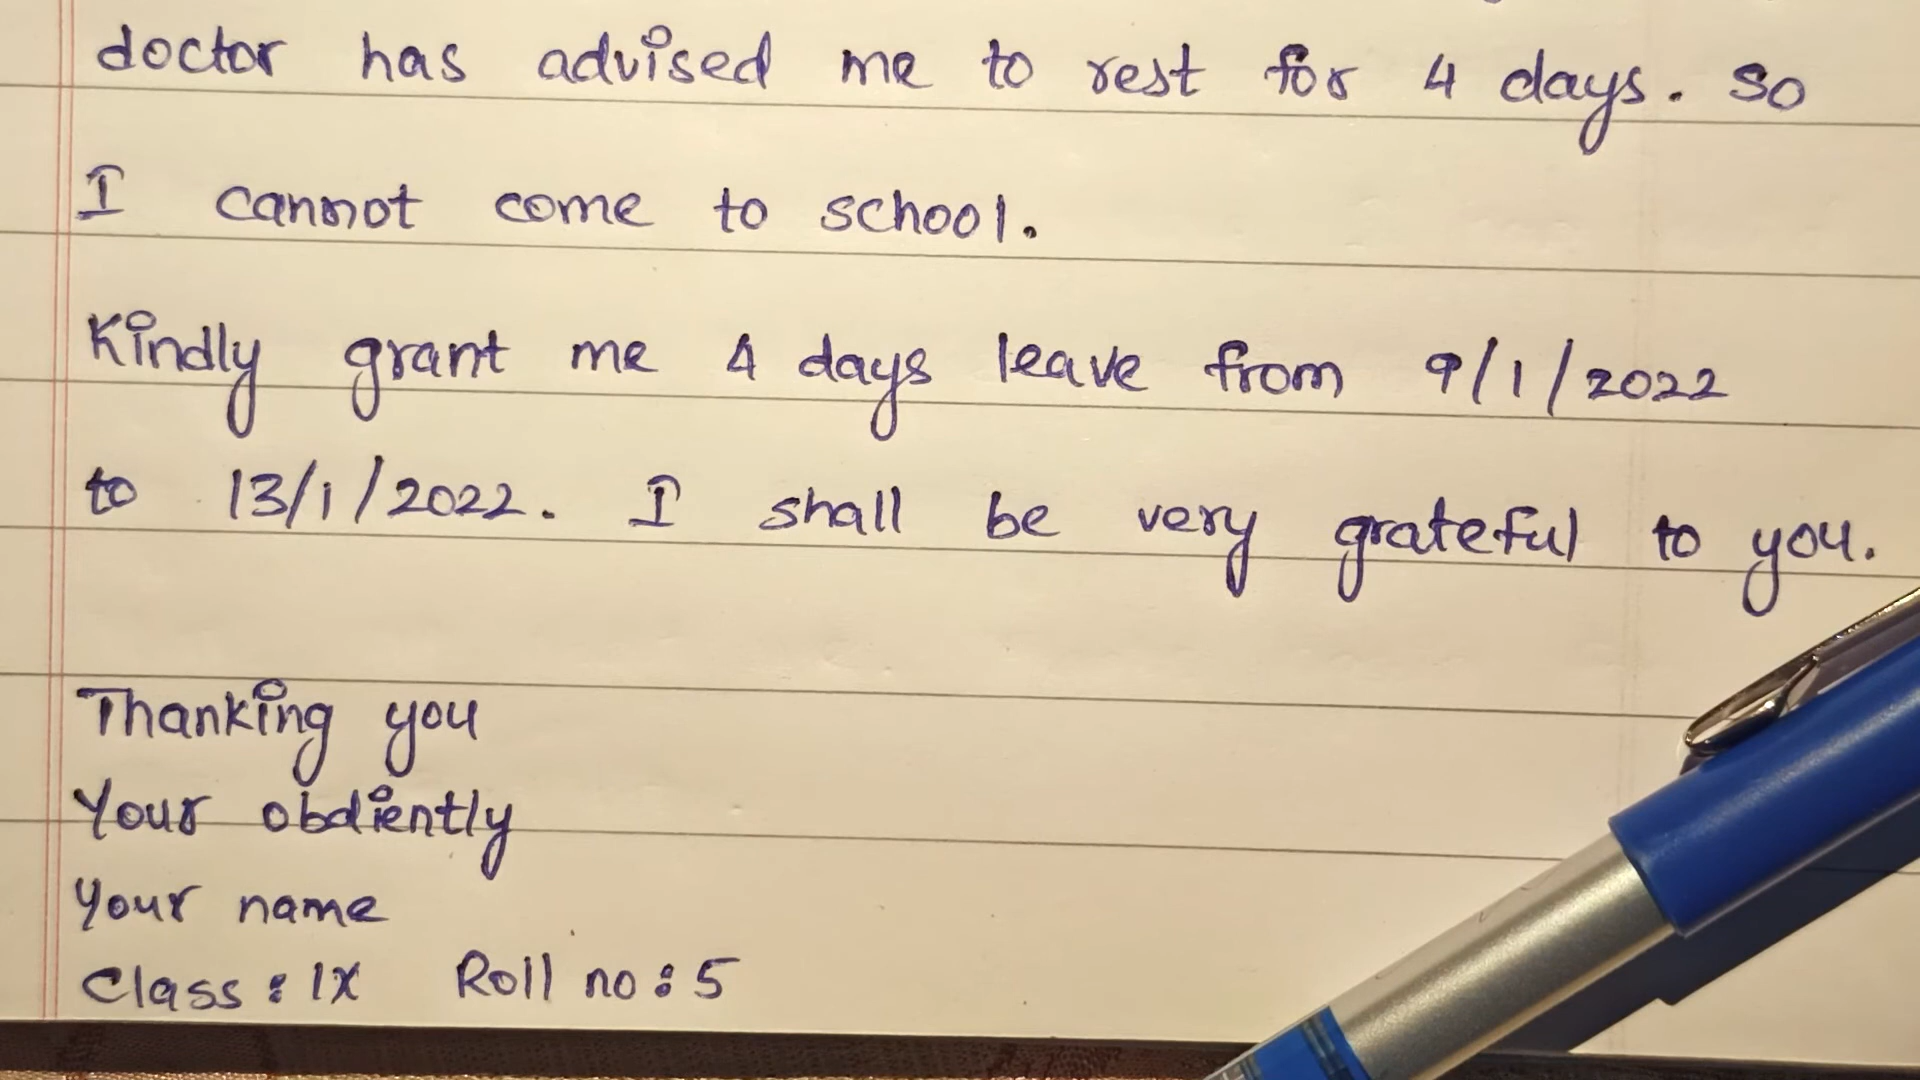 doctor has advised me to rest for 4 days. So
I cannot come to school.
Kindly grant me 4 days leave from 9/1/2022
to 13/1/2022. I shall be very grateful to you.
Thanking you
Your obdiently
Your name
Class : IX Roll no : 5